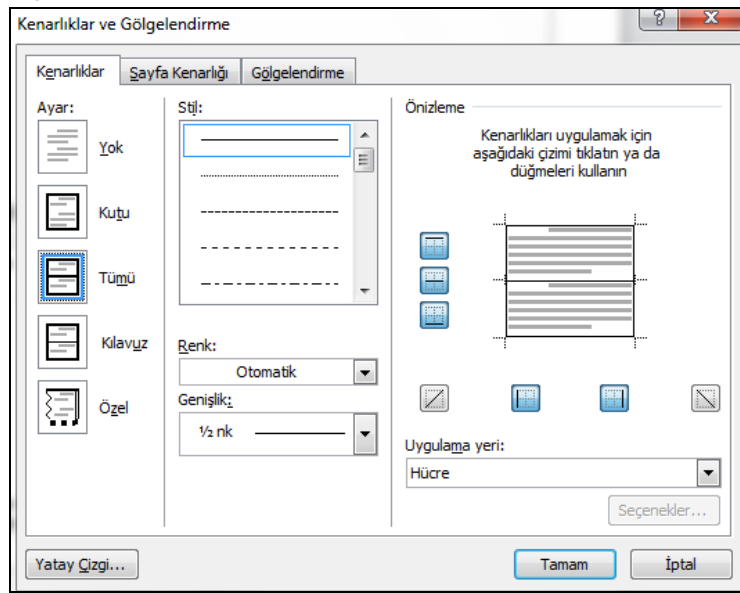 Kenarlıklar ve Gölgelendirme
Kenarlıklar
Sayfa Kenarlığı
Gölgelendirme
Ayar:
Yok
Kutu
Tümü
Kılavuz
Özel
Stil:
Renk:
Otomatik
Genişlik:
½ nk
Önizleme
Kenarlıkları uygulamak için
aşağıdaki çizimi tıklatın ya da
düğmeleri kullanın
Uygulama yeri:
Hücre
Seçenekler...
Yatay Çizgi...
Tamam
İptal